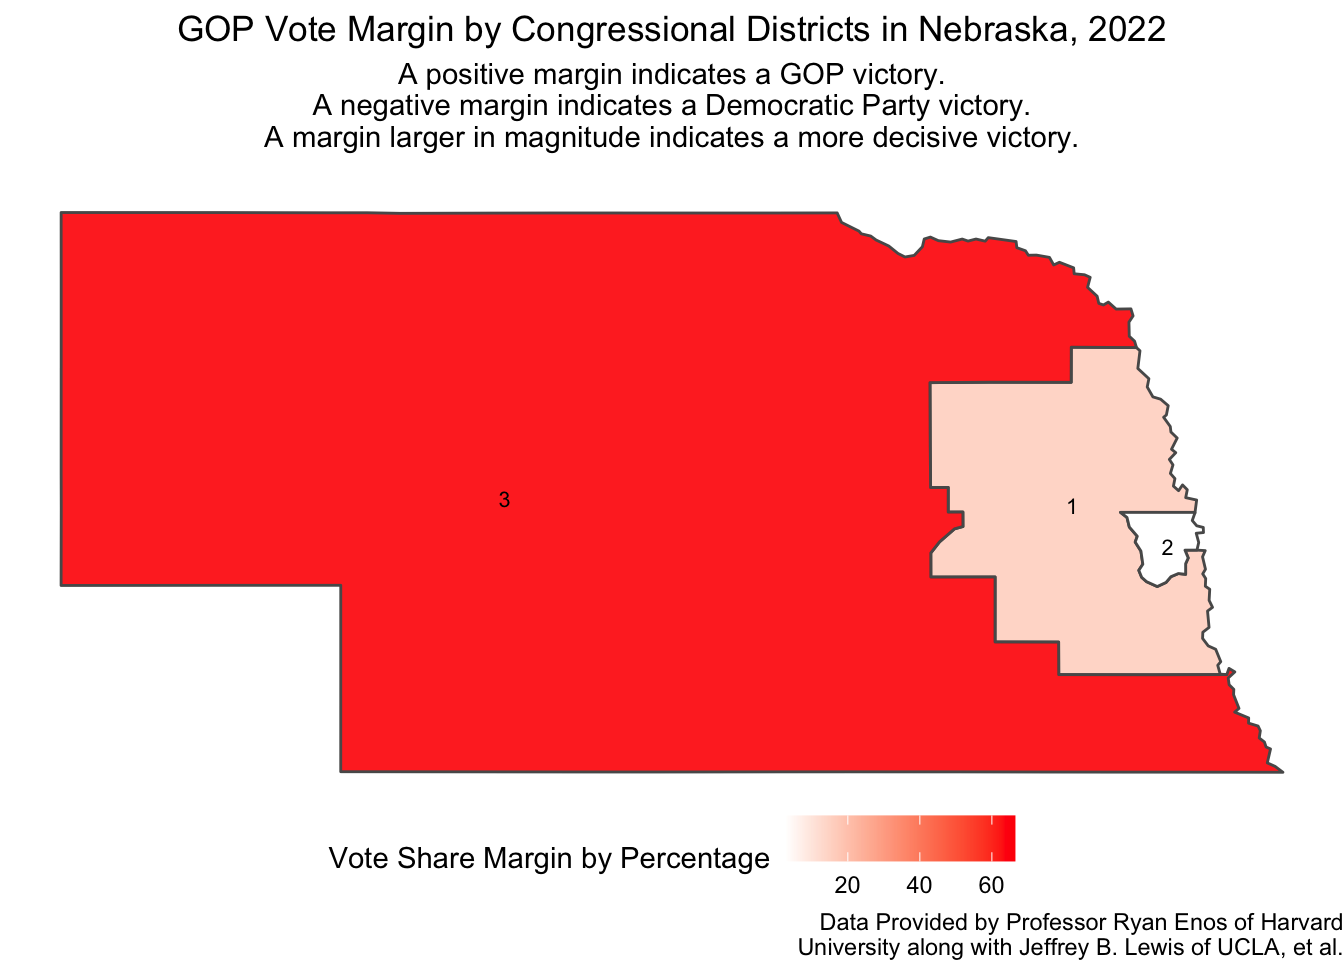 GOP Vote Margin by Congressional Districts in Nebraska, 2022
A positive margin indicates a GOP victory.
A negative margin indicates a Democratic Party victory.
A margin larger in magnitude indicates a more decisive victory.
3
1
2
Vote Share Margin by Percentage
20 40 60
Data Provided by Professor Ryan Enos of Harvard
University along with Jeffrey B. Lewis of UCLA, et al.